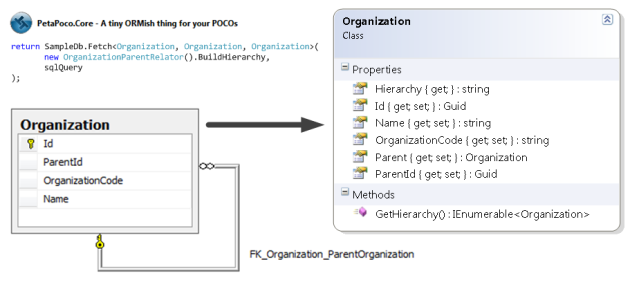 PetaPoco.Core - A tiny ORMish thing for your POCOs
return SampleDb.Fetch<Organization, Organization, Organization>(
new OrganizationParentRelator().BuildHierarchy,
sqlQuery
);
Organization
Id
ParentId
OrganizationCode
Name
FK_Organization_ParentOrganization
Organization
Class
Properties
Hierarchy { get; } : string
Id { get; set; } : Guid
Name { get; set; } : string
OrganizationCode { get; set; } : string
Parent { get; set; } : Organization
ParentId { get; set; } : Guid
Methods
GetHierarchy() : IEnumerable<Organization>